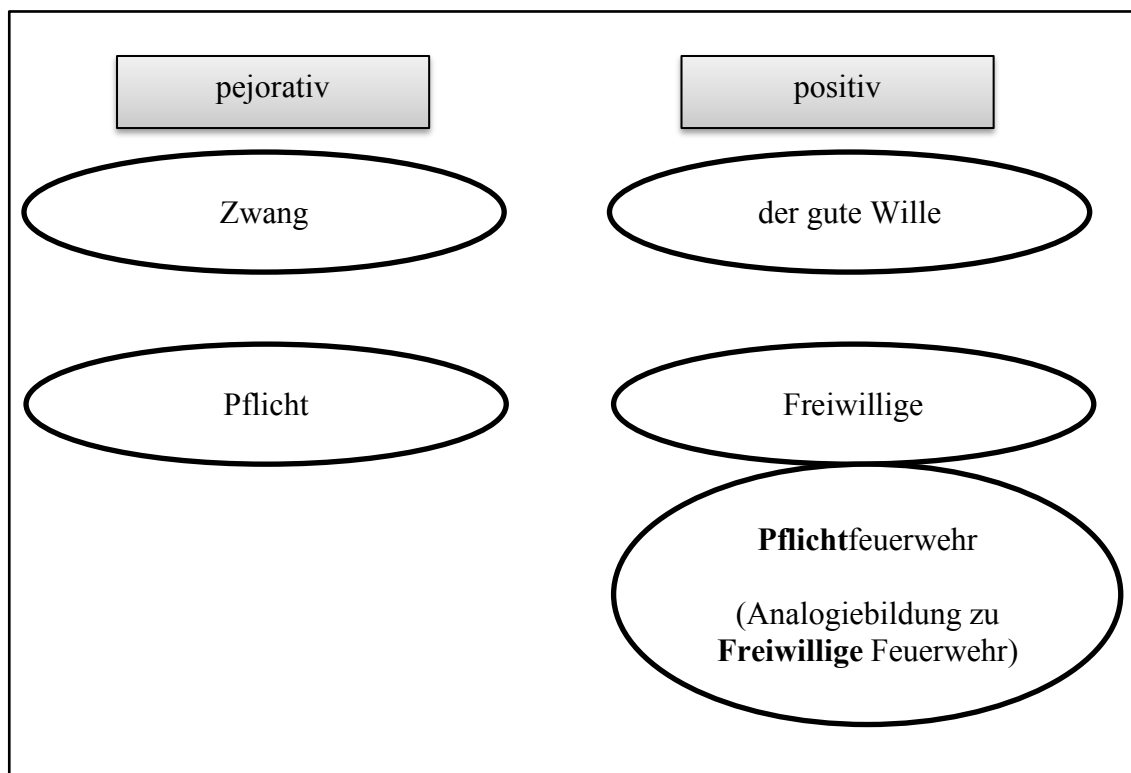 pejorativ
positiv
Zwang
der gute Wille
Pflicht
Freiwillige
Pflichtfeuerwehr
(Analogiebildung zu
Freiwillige Feuerwehr)